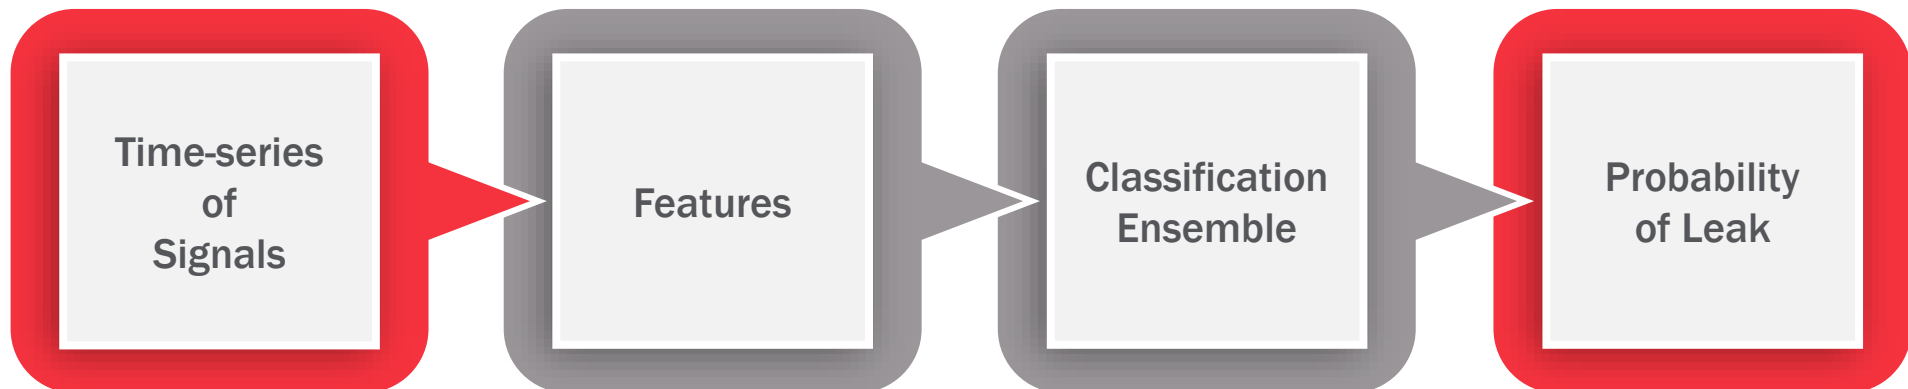 Time-series
of
Signals
Features
Classification
Ensemble
Probability
of Leak